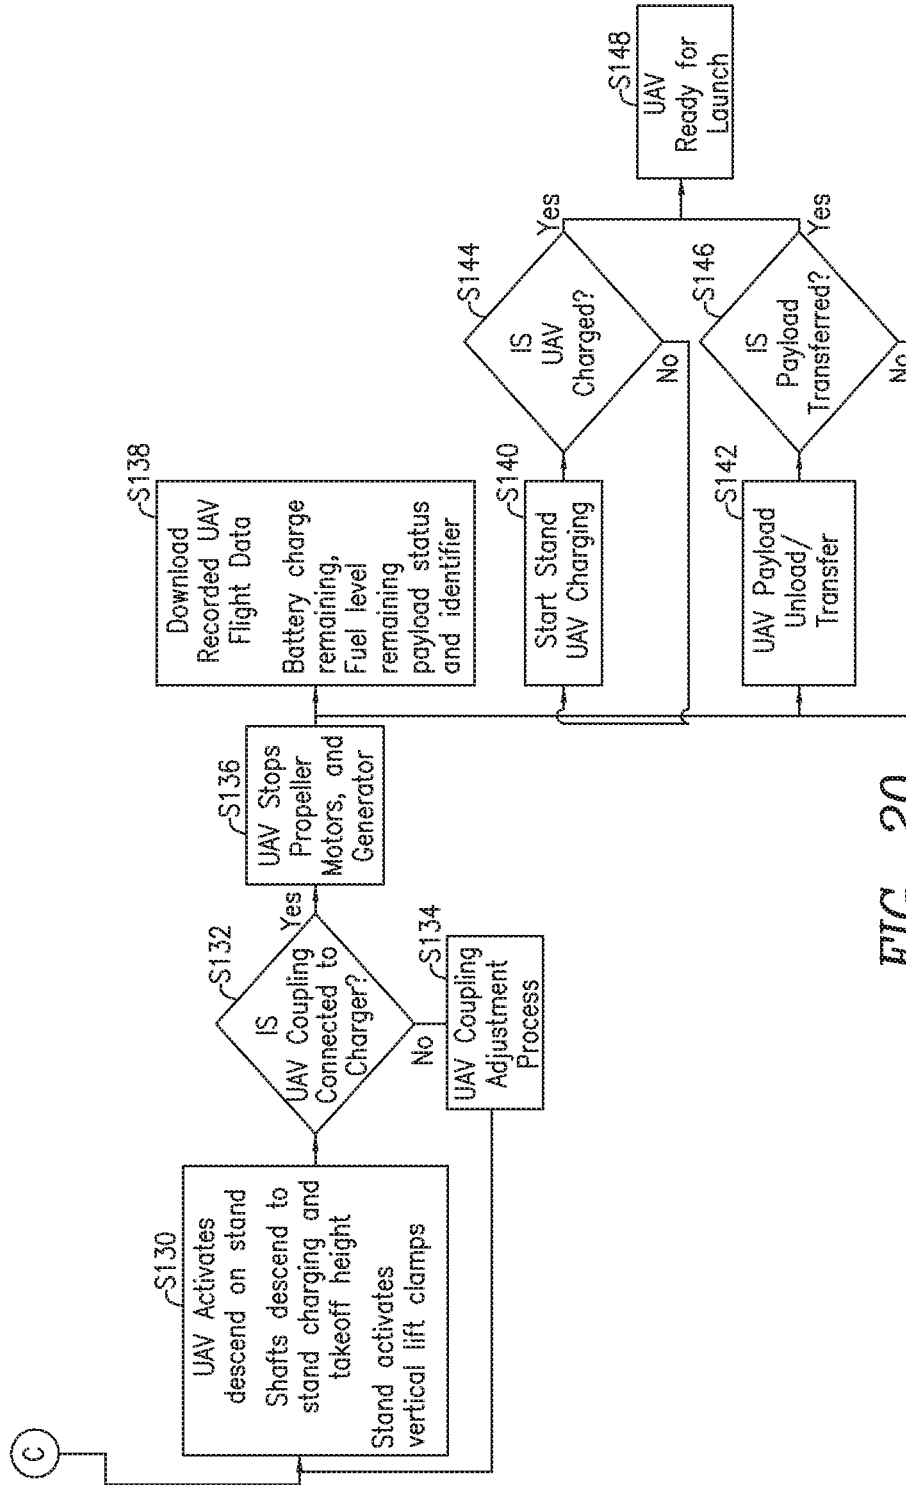 C
S130
UAV Activates
descend on stand
Shafts descend to
stand charging and
takeoff height
Stand activates
vertical lift clamps
S132
IS
UAV Coupling
Connected to
Charger?
Yes
No
S134
UAV Coupling
Adjustment
Process
S136
UAV Stops
Propeller
Motors, and
Generator
S138
Download
Recorded UAV
Flight Data
Battery charge
remaining,
Fuel level
remaining
payload status
and identifier
S140
Start Stand
UAV Charging
S142
UAV Payload
Unload/
Transfer
S144
IS
UAV
Charged?
Yes
No
S146
IS
Payload
Transferred?
Yes
No
S148
UAV
Ready for
Launch
FIG. 20